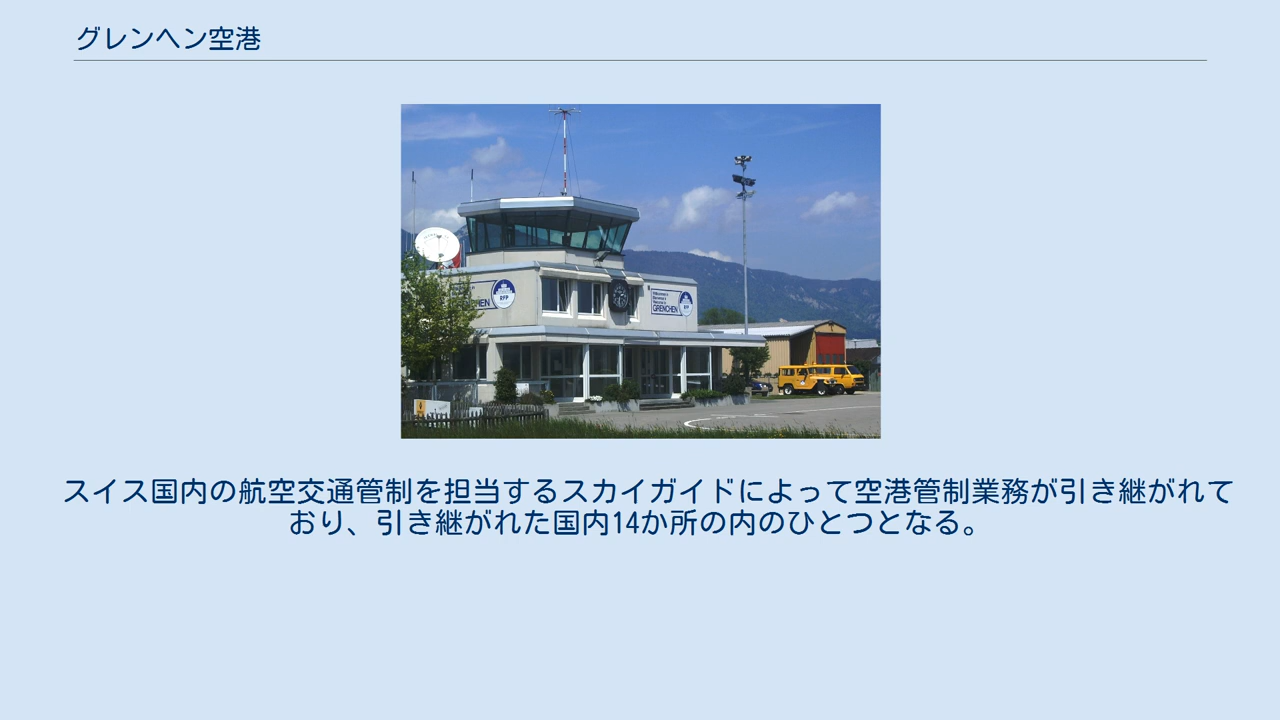 グレンヘン空港
GRENCHEN
RFP
スイス国内の航空交通管制を担当するスカイガイドによって空港管制業務が引き継がれて
おり、引き継がれた国内14か所の内のひとつとなる。